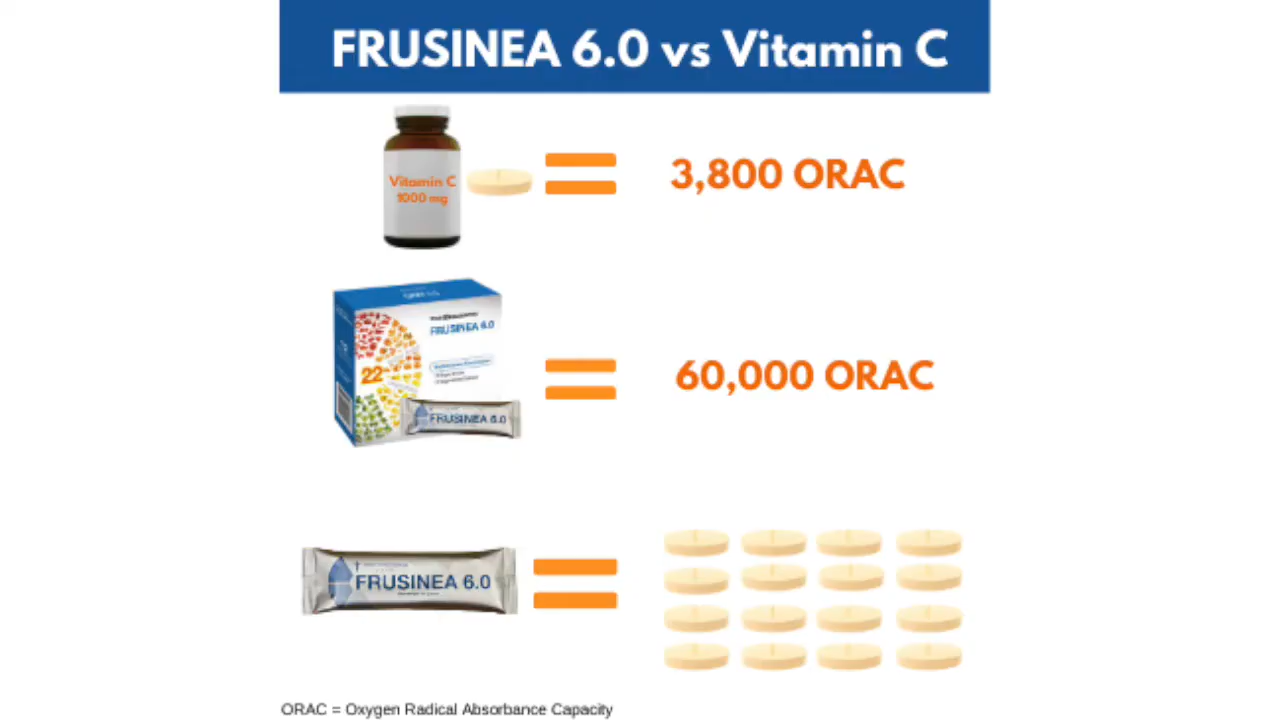 FRUSINEA 6.0 vs Vitamin C
Vitamin C
1000 mg
3,800 ORAC
FRUSINEA 6.0
22
FRUSINEA 6.0
60,000 ORAC
FRUSINEA 6.0
ORAC = Oxygen Radical Absorbance Capacity